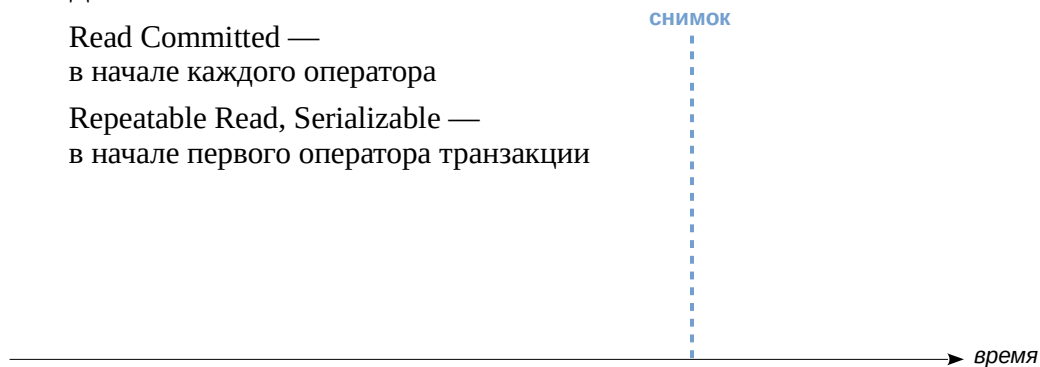 снимок
Read Committed —
в начале каждого оператора
Repeatable Read, Serializable —
в начале первого оператора транзакции
время